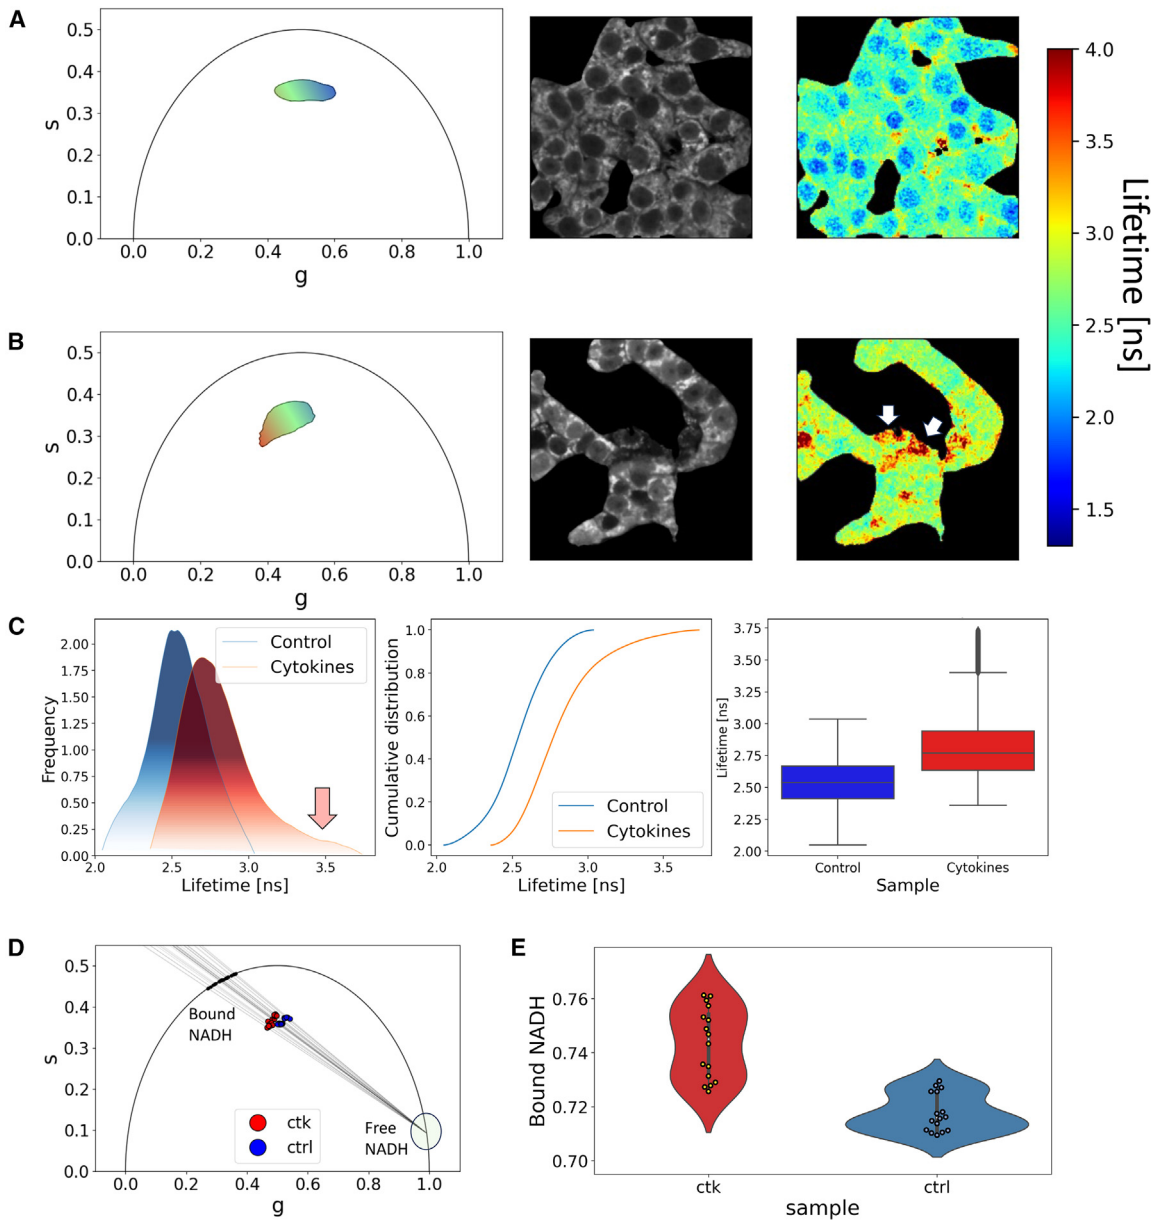 A
0.5
0.4
0.3
0.2
0.1
0.0
s
0.0 0.2 0.4 0.6 0.8 1.0
g
4.0
3.5
3.0
2.5
2.0
1.5
Lifetime [ns]
B
0.5
0.4
0.3
0.2
0.1
0.0
s
0.0 0.2 0.4 0.6 0.8 1.0
g
C
2.00
1.75
1.50
1.25
1.00
0.75
0.50
0.25
0.00
Frequency
Control
Cytokines
2.0 2.5 3.0 3.5
Lifetime [ns]
1.0
0.8
0.6
0.4
0.2
0.0
Cumulative distribution
Control
Cytokines
2.0 2.5 3.0 3.5
Lifetime [ns]
3.75
3.50
3.25
3.00
2.75
2.50
2.25
2.00
Lifetime [ns]
Control Cytokines
Sample
D
0.5
0.4
0.3
0.2
0.1
0.0
s
Bound
NADH
Free
NADH
ctk
ctrl
0.0 0.2 0.4 0.6 0.8 1.0
g
E
0.76
0.74
0.72
0.70
Bound NADH
ctk ctrl
sample